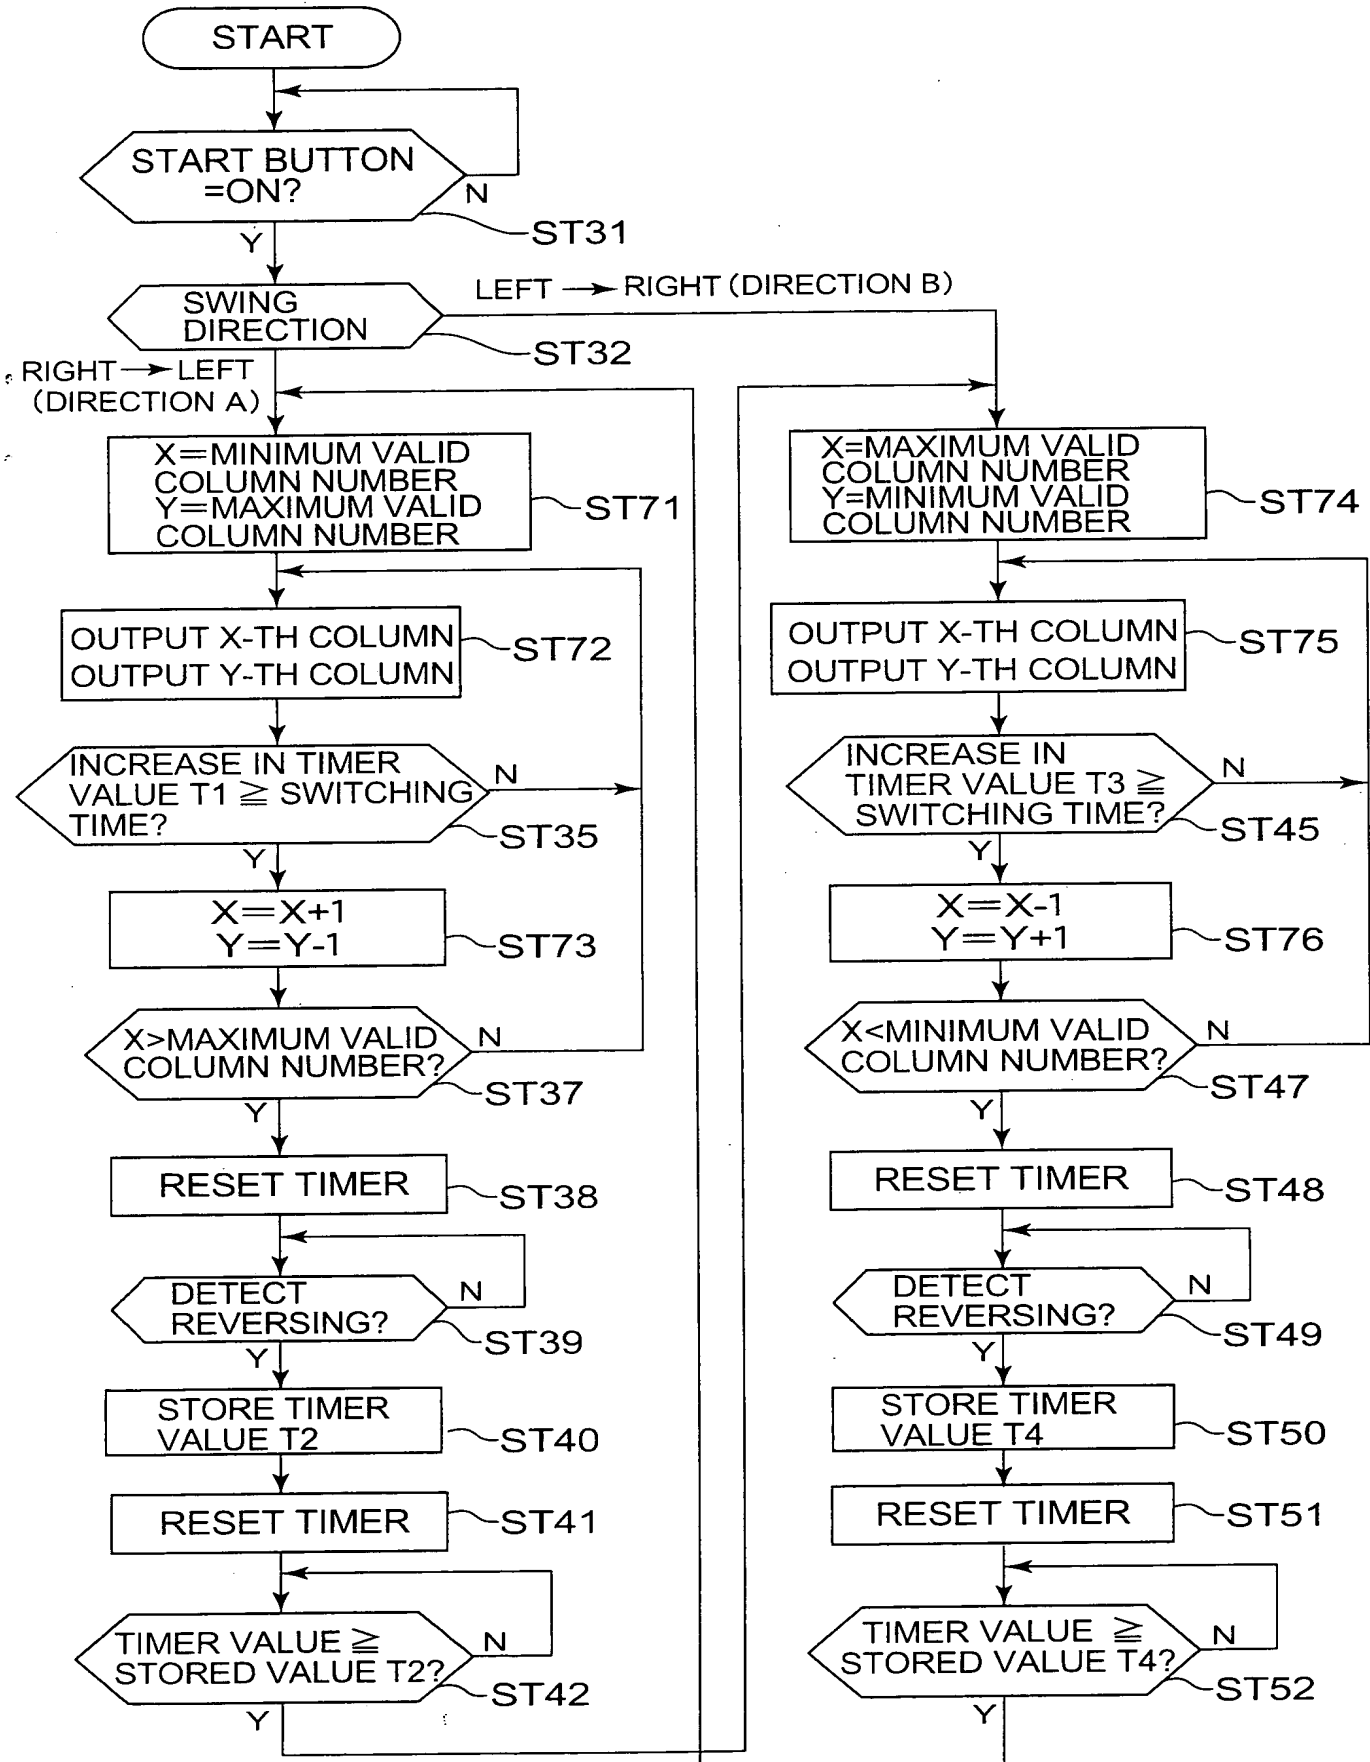 START
START BUTTON
=ON?
N
ST31
Y
SWING
DIRECTION
LEFT → RIGHT (DIRECTION B)
ST32
RIGHT → LEFT
(DIRECTION A)
X=MINIMUM VALID
COLUMN NUMBER
Y=MAXIMUM VALID
COLUMN NUMBER
ST71
OUTPUT X-TH COLUMN
OUTPUT Y-TH COLUMN
ST72
INCREASE IN TIMER
VALUE T1 ≧ SWITCHING
TIME?
N
ST35
Y
X=X+1
Y=Y-1
ST73
X>MAXIMUM VALID
COLUMN NUMBER?
N
ST37
Y
RESET TIMER
ST38
DETECT
REVERSING?
N
ST39
Y
STORE TIMER
VALUE T2
ST40
RESET TIMER
ST41
TIMER VALUE ≧
STORED VALUE T2?
N
ST42
Y
X=MAXIMUM VALID
COLUMN NUMBER
Y=MINIMUM VALID
COLUMN NUMBER
ST74
OUTPUT X-TH COLUMN
OUTPUT Y-TH COLUMN
ST75
INCREASE IN
TIMER VALUE T3 ≧
SWITCHING TIME?
N
ST45
Y
X=X-1
Y=Y+1
ST76
X<MINIMUM VALID
COLUMN NUMBER?
N
ST47
Y
RESET TIMER
ST48
DETECT
REVERSING?
N
ST49
Y
STORE TIMER
VALUE T4
ST50
RESET TIMER
ST51
TIMER VALUE ≧
STORED VALUE T4?
N
ST52
Y